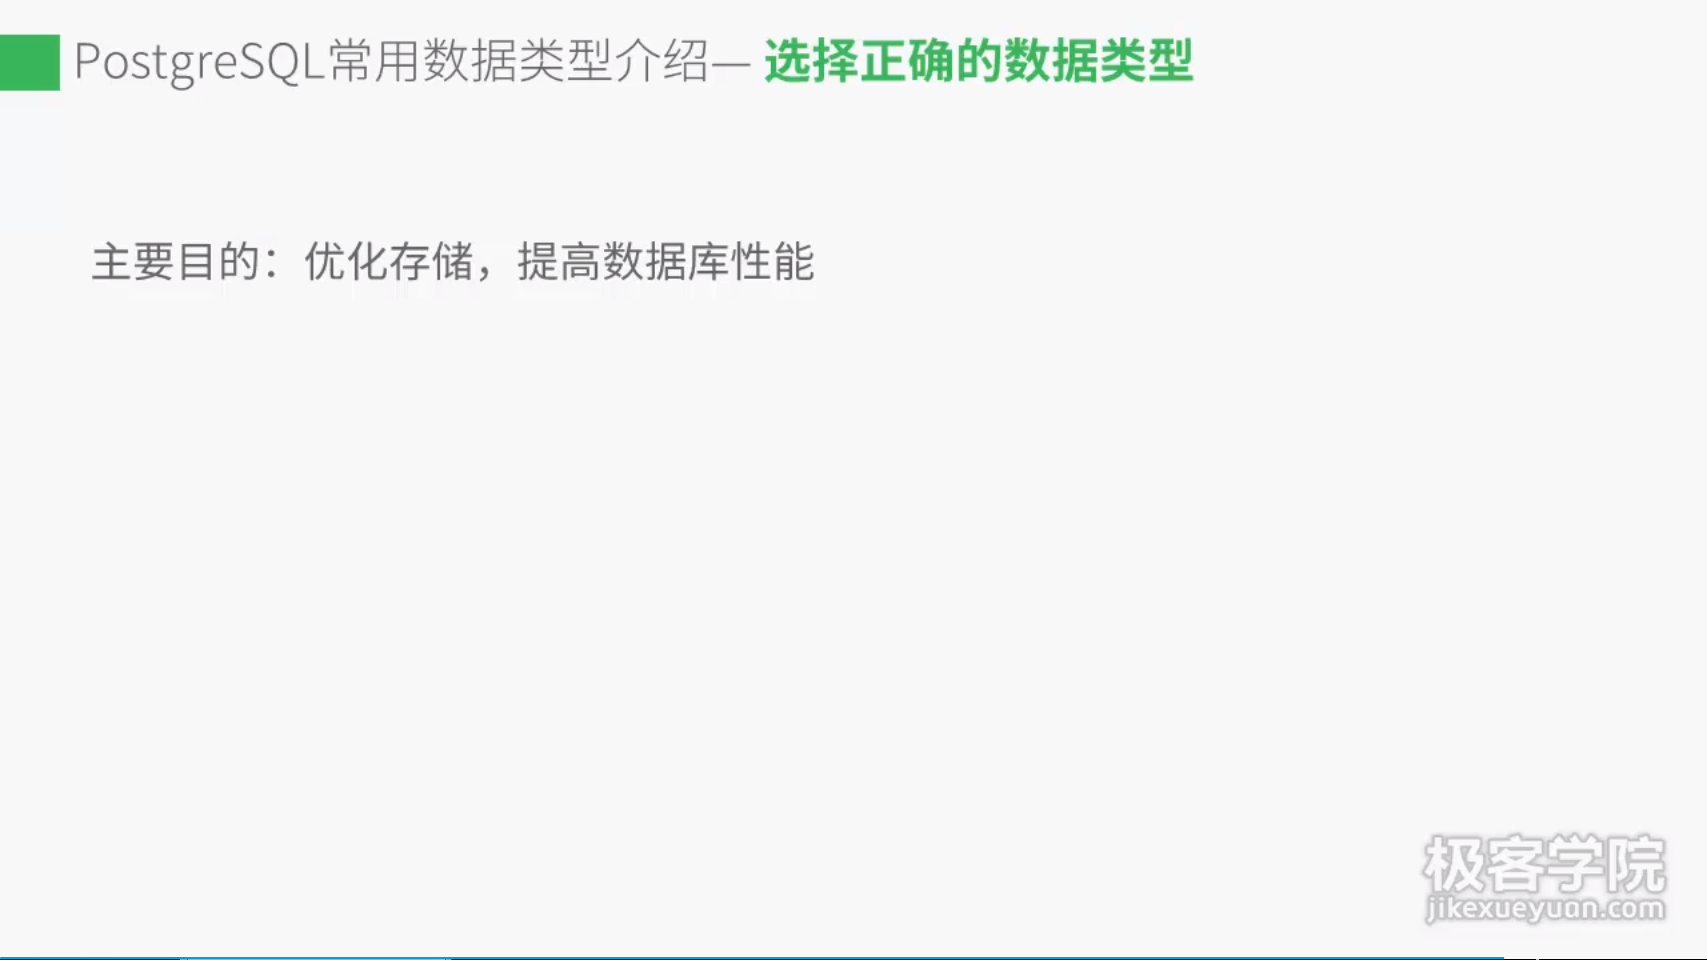 PostgreSQL常用数据类型介绍— 选择正确的数据类型
主要目的：优化存储，提高数据库性能
极客学院
jikexueyuan.com